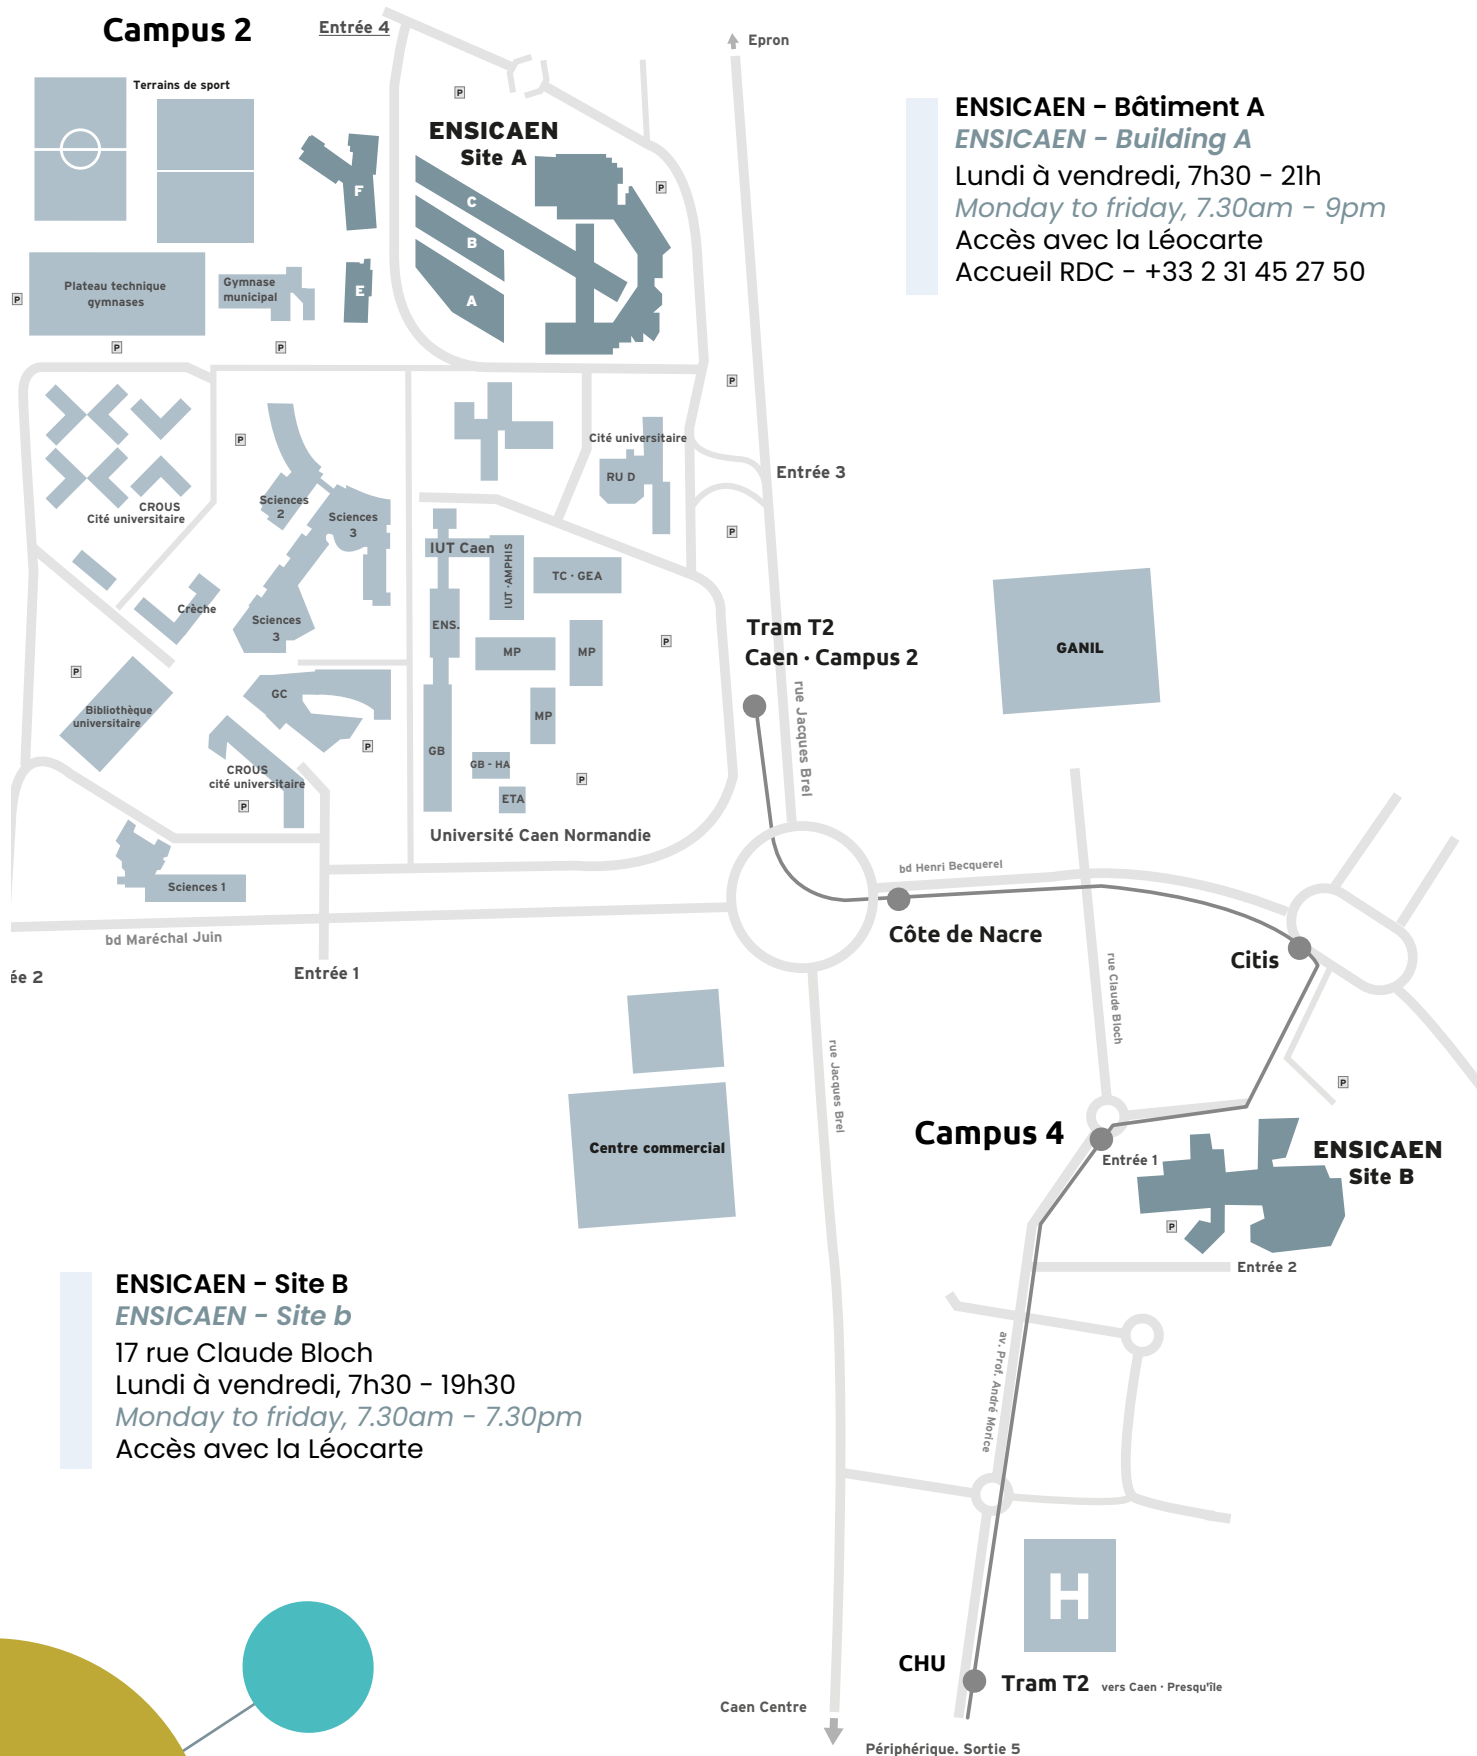 Campus 2
Entrée 4
Epron
Terrains de sport
P
ENSICAEN
Site A
ENSICAEN - Bâtiment A
ENSICAEN - Building A
Lundi à vendredi, 7h30 - 21h
Monday to friday, 7.30am - 9pm
Accès avec la Léocarte
Accueil RDC - +33 2 31 45 27 50
F
C
B
A
E
P
Plateau technique
gymnases
Gymnase
municipal
P
P
P
P
P
Cité universitaire
RU D
Entrée 3
CROUS
Cité universitaire
Sciences
2
Sciences
3
P
P
IUT Caen
IUT · AMPHIS
TC · GEA
Crèche
Sciences
3
ENS.
MP
MP
P
Tram T2
Caen · Campus 2
GANIL
P
GC
Bibliothèque
universitaire
MP
rue Jacques Brel
P
GB
GB - HA
CROUS
cité universitaire
P
P
ETA
Université Caen Normandie
Sciences 1
bd Henri Becquerel
bd Maréchal Juin
Côte de Nacre
Citis
ée 2
Entrée 1
rue Claude Bloch
rue Jacques Brel
P
Centre commercial
Campus 4
Entrée 1
ENSICAEN
Site B
P
Entrée 2
ENSICAEN - Site B
ENSICAEN - Site b
17 rue Claude Bloch
Lundi à vendredi, 7h30 - 19h30
Monday to friday, 7.30am - 7.30pm
Accès avec la Léocarte
av. Prof. André Morice
H
CHU
Tram T2 vers Caen · Presqu'île
Caen Centre
Périphérique. Sortie 5